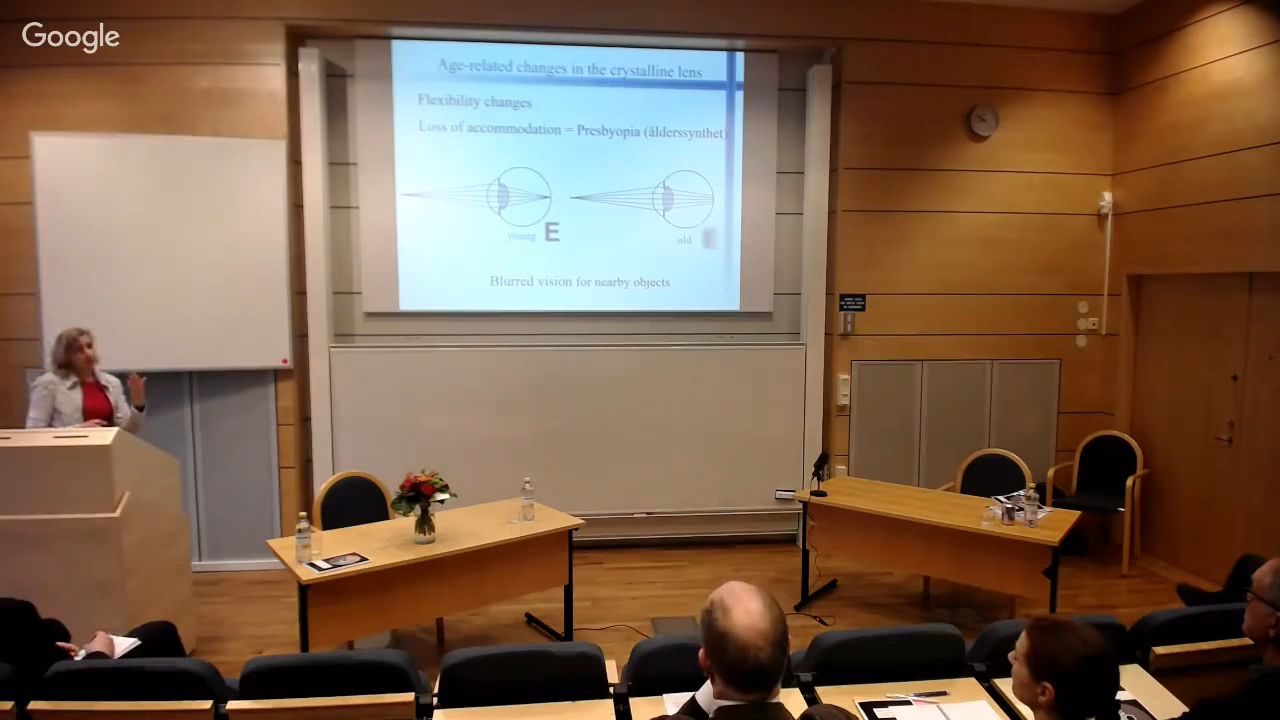 Google
Age-related changes in the crystalline lens
Flexibility changes
Loss of accommodation = Presbyopia (ålderssynthet)
young E
old
Blurred vision for nearby objects